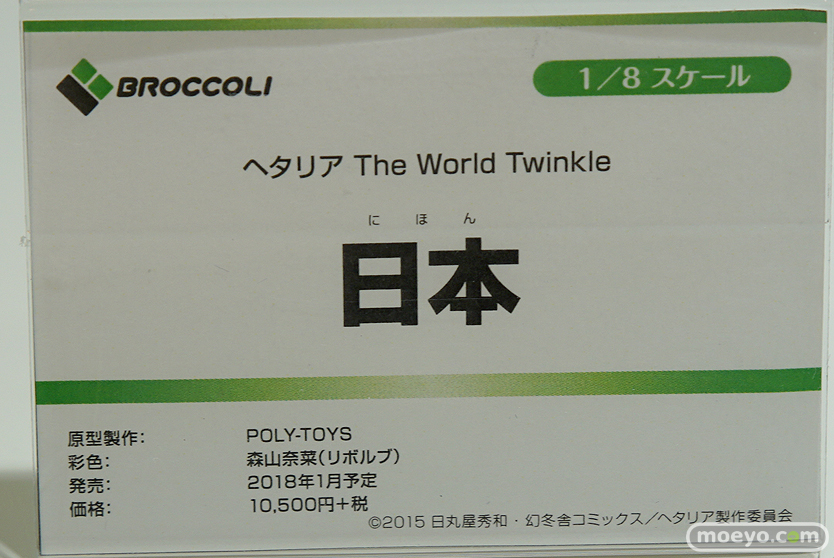 BROCCOLI
1/8 スケール
ヘタリア The World Twinkle
にほん
日本
原型製作: POLY-TOYS
彩色: 森山奈菜(リボルブ)
発売: 2018年1月予定
価格: 10,500円+税
©2015 日丸屋秀和・幻冬舎コミックス/ヘタリア製作委員会
moeyo.com